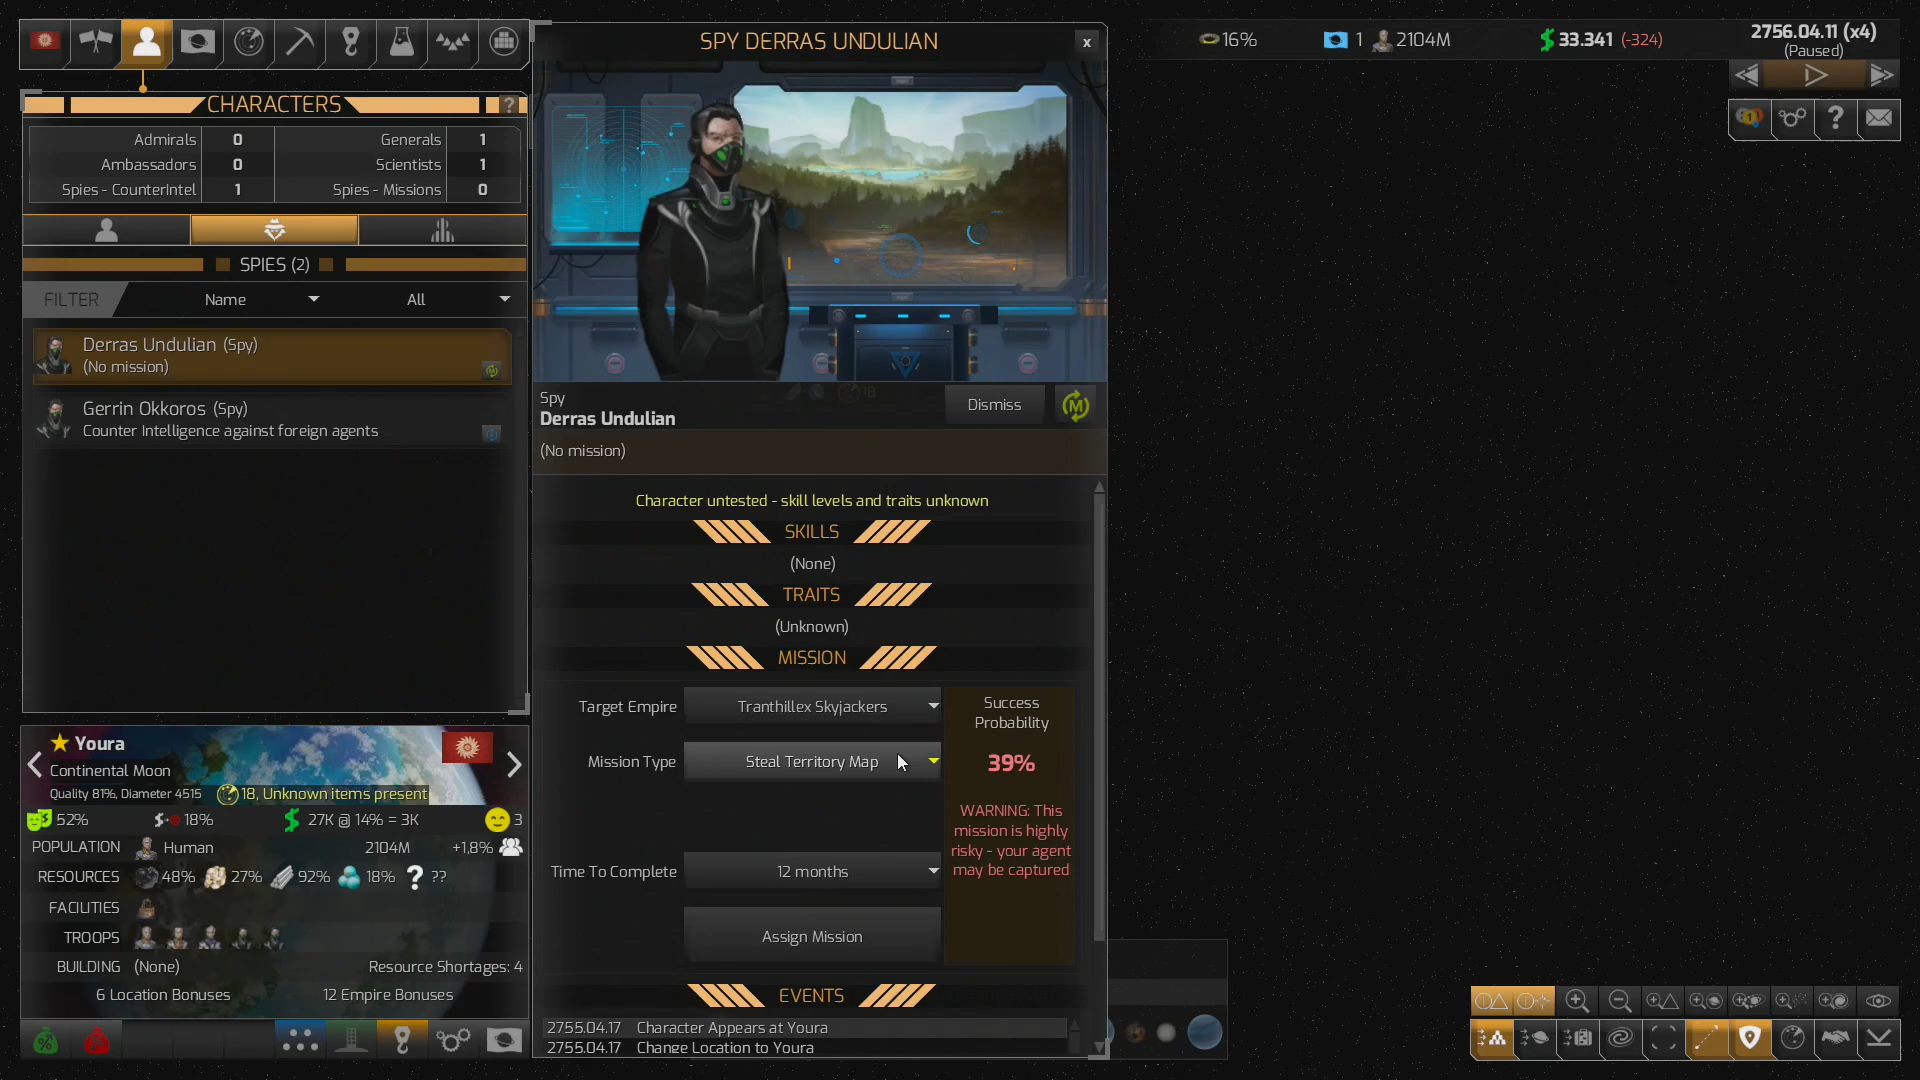 SPY DERRAS UNDULIAN
x
16%
1
2104M
33.341 (-324)
2756.04.11 (x4)
(Paused)
CHARACTERS
?
Admirals 0 Generals 1
Ambassadors 0 Scientists 1
Spies - CounterIntel 1 Spies - Missions 0
SPIES (2)
FILTER Name All
Derras Undulian (Spy)
(No mission)
Gerrin Okkoros (Spy)
Counter Intelligence against foreign agents
1
?
Spy
Derras Undulian
Dismiss
M
(No mission)
Character untested - skill levels and traits unknown
SKILLS
(None)
TRAITS
(Unknown)
MISSION
Target Empire Tranthillex Skyjackers
Mission Type Steal Territory Map
Time To Complete 12 months
Assign Mission
Success
Probability
39%
WARNING: This
mission is highly
risky - your agent
may be captured
EVENTS
2755.04.17 Character Appears at Youra
2755.04.17 Change Location to Youra
Youra
Continental Moon
Quality 81%, Diameter 4515 18, Unknown items present
52% 18% 27K @ 14% = 3K 3
POPULATION Human 2104M +1,8%
RESOURCES 48% 27% 92% 18% ? ??
FACILITIES
TROOPS
BUILDING (None) Resource Shortages: 4
6 Location Bonuses 12 Empire Bonuses